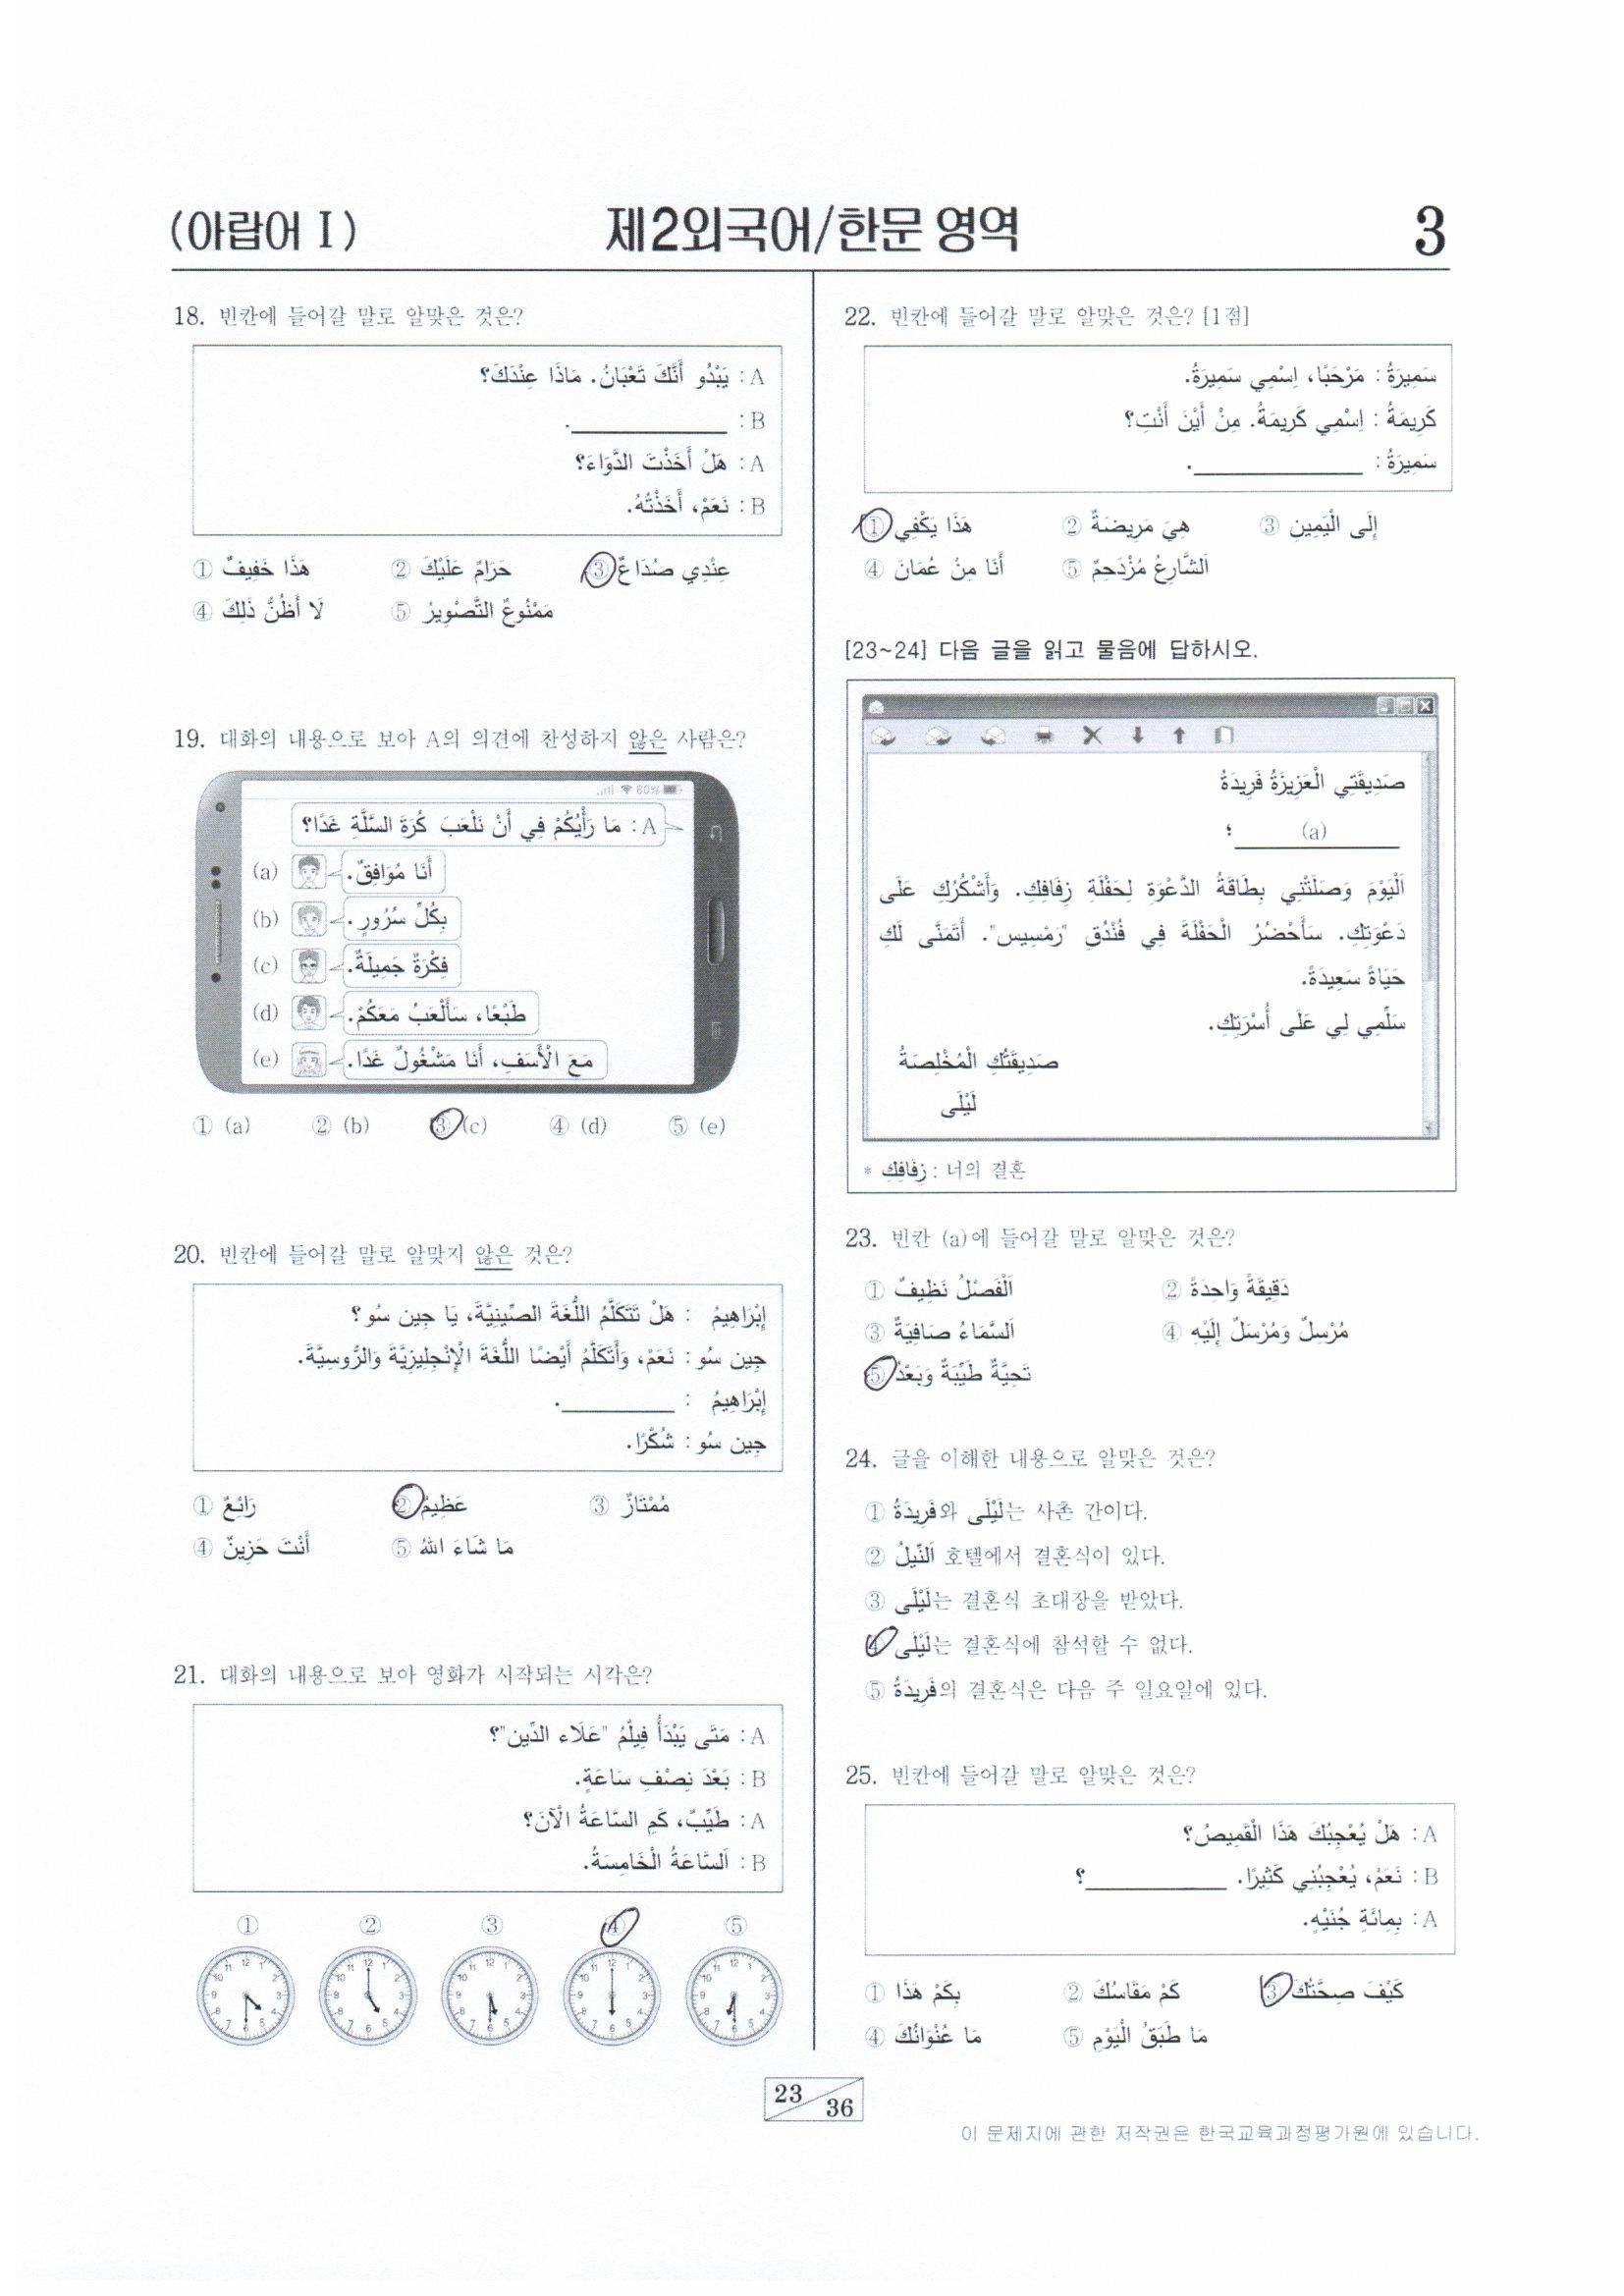 (아랍어 I)
제2외국어/한문 영역
3
18. 빈칸에 들어갈 말로 알맞은 것은?
A : يَبْدُو أَنَّكَ تَعْبَانُ. مَاذَا عِنْدَكَ؟
B : ____________.
A : هَلْ أَخَذْتَ الدَّوَاءَ؟
B : نَعَمْ، أَخَذْتُهُ.
① هَذَا خَفِيفٌ ② حَرَامٌ عَلَيْكَ ③ عِنْدِي صُدَاعٌ
④ لَا أَظُنُّ ذَلِكَ ⑤ مَمْنُوعٌ التَّصْوِيرُ
19. 대화의 내용으로 보아 A의 의견에 찬성하지 않은 사람은?
80%
A : مَا رَأْيُكُمْ فِي أَنْ نَلْعَبَ كُرَةَ السَّلَّةِ غَدًا؟
(a) أَنَا مُوَافِقٌ.
(b) بِكُلِّ سُرُورٍ.
(c) فِكْرَةٌ جَمِيلَةٌ.
(d) طَبْعًا، سَأَلْعَبُ مَعَكُمْ.
(e) مَعَ الْأَسَفِ، أَنَا مَشْغُولٌ غَدًا.
① (a) ② (b) ③ (c) ④ (d) ⑤ (e)
20. 빈칸에 들어갈 말로 알맞지 않은 것은?
إِبْرَاهِيمُ : هَلْ تَتَكَلَّمُ اللُّغَةَ الصِّينِيَّةَ، يَا جِين سُو؟
جِين سُو : نَعَمْ، وَأَتَكَلَّمُ أَيْضًا اللُّغَةَ الْإِنْجِلِيزِيَّةَ وَالرُّوسِيَّةَ.
إِبْرَاهِيمُ : ________.
جِين سُو : شُكْرًا.
① رَائِعٌ ② عَظِيمٌ ③ مُمْتَازٌ
④ أَنْتَ حَزِينٌ ⑤ مَا شَاءَ اللهُ
21. 대화의 내용으로 보아 영화가 시작되는 시각은?
A : مَتَى يَبْدَأُ فِيلْمُ "عَلَاء الدِّين"؟
B : بَعْدَ نِصْفِ سَاعَةٍ.
A : طَيِّبٌ، كَمِ السَّاعَةُ الْآنَ؟
B : اَلسَّاعَةُ الْخَامِسَةُ.
① ② ③ ④ ⑤
22. 빈칸에 들어갈 말로 알맞은 것은? [1점]
سَمِيرَةُ : مَرْحَبًا، اِسْمِي سَمِيرَةُ.
كَرِيمَةُ : اِسْمِي كَرِيمَةُ. مِنْ أَيْنَ أَنْتِ؟
سَمِيرَةُ : ____________.
① هَذَا يَكْفِي ② هِيَ مَرِيضَةٌ ③ إِلَى الْيَمِينِ
④ أَنَا مِنْ عُمَانَ ⑤ اَلشَّارِعُ مُزْدَحِمٌ
[23~24] 다음 글을 읽고 물음에 답하시오.
صَدِيقَتِي الْعَزِيزَةُ فَرِيدَةُ
(a) ؛
اَلْيَوْمَ وَصَلَتْنِي بِطَاقَةُ الدَّعْوَةِ لِحَفْلَةِ زِفَافِكِ. وَأَشْكُرُكِ عَلَى
دَعْوَتِكِ. سَأَحْضُرُ الْحَفْلَةَ فِي فُنْدُقِ "رَمْسِيس". أَتَمَنَّى لَكِ
حَيَاةً سَعِيدَةً.
سَلِّمِي لِي عَلَى أُسْرَتِكِ.
صَدِيقَتُكِ الْمُخْلِصَةُ
لَيْلَى
* زِفَافِكِ : 너의 결혼
23. 빈칸 (a)에 들어갈 말로 알맞은 것은?
① اَلْفَصْلُ نَظِيفٌ ② دَقِيقَةً وَاحِدَةً
③ اَلسَّمَاءُ صَافِيَةٌ ④ مُرْسِلٌ وَمُرْسَلٌ إِلَيْهِ
⑤ تَحِيَّةً طَيِّبَةً وَبَعْدُ
24. 글을 이해한 내용으로 알맞은 것은?
① فَرِيدَةُ와 لَيْلَى는 사촌 간이다.
② اَلنِّيلُ 호텔에서 결혼식이 있다.
③ لَيْلَى는 결혼식 초대장을 받았다.
④ لَيْلَى는 결혼식에 참석할 수 없다.
⑤ فَرِيدَةُ의 결혼식은 다음 주 일요일에 있다.
25. 빈칸에 들어갈 말로 알맞은 것은?
A : هَلْ يُعْجِبُكَ هَذَا الْقَمِيصُ؟
B : نَعَمْ، يُعْجِبُنِي كَثِيرًا. __________؟
A : بِمِائَةِ جُنَيْهٍ.
① بِكَمْ هَذَا ② كَمْ مَقَاسُكَ ③ كَيْفَ صِحَّتُكَ
④ مَا عُنْوَانُكَ ⑤ مَا طَبَقُ الْيَوْمِ
23
36
이 문제지에 관한 저작권은 한국교육과정평가원에 있습니다.